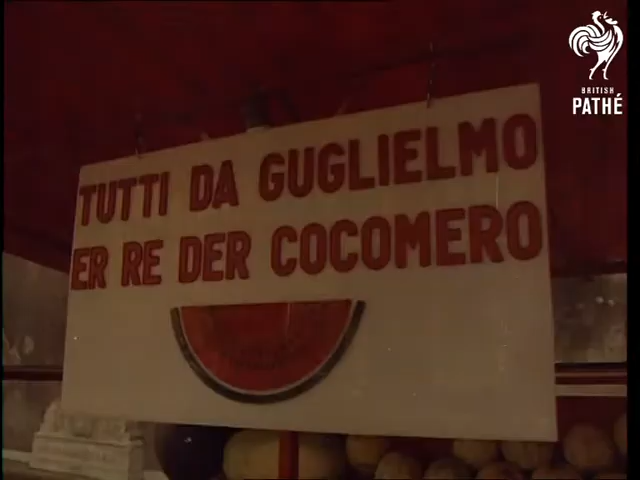 BRITISH
PATHÉ
TUTTI DA GUGLIELMO
ER RE DER COCOMERO